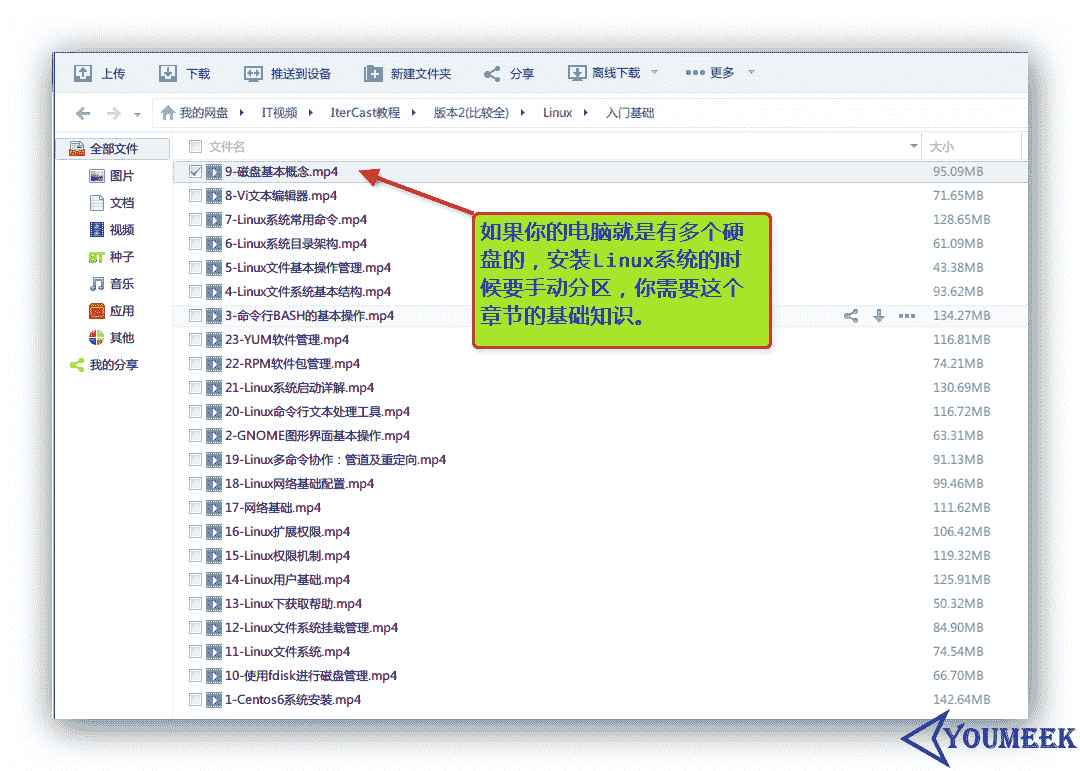 上传 下载 推送到设备 新建文件夹 分享 离线下载 更多
我的网盘 IT视频 IterCast教程 版本2(比较全) Linux 入门基础
全部文件
图片
文档
视频
BT 种子
音乐
应用
其他
我的分享
文件名 大小
9-磁盘基本概念.mp4 95.09MB
8-Vi文本编辑器.mp4 71.65MB
7-Linux系统常用命令.mp4 128.65MB
6-Linux系统目录架构.mp4 61.09MB
5-Linux文件基本操作管理.mp4 43.38MB
4-Linux文件系统基本结构.mp4 93.62MB
3-命令行BASH的基本操作.mp4 134.27MB
23-YUM软件管理.mp4 116.81MB
22-RPM软件包管理.mp4 74.21MB
21-Linux系统启动详解.mp4 130.69MB
20-Linux命令行文本处理工具.mp4 116.72MB
2-GNOME图形界面基本操作.mp4 63.31MB
19-Linux多命令协作：管道及重定向.mp4 91.13MB
18-Linux网络基础配置.mp4 99.46MB
17-网络基础.mp4 111.62MB
16-Linux扩展权限.mp4 106.42MB
15-Linux权限机制.mp4 119.32MB
14-Linux用户基础.mp4 125.91MB
13-Linux下获取帮助.mp4 50.32MB
12-Linux文件系统挂载管理.mp4 84.90MB
11-Linux文件系统.mp4 74.54MB
10-使用fdisk进行磁盘管理.mp4 66.70MB
1-Centos6系统安装.mp4 142.64MB
如果你的电脑就是有多个硬
盘的，安装Linux系统的时
候要手动分区，你需要这个
章节的基础知识。
YOUMEEK